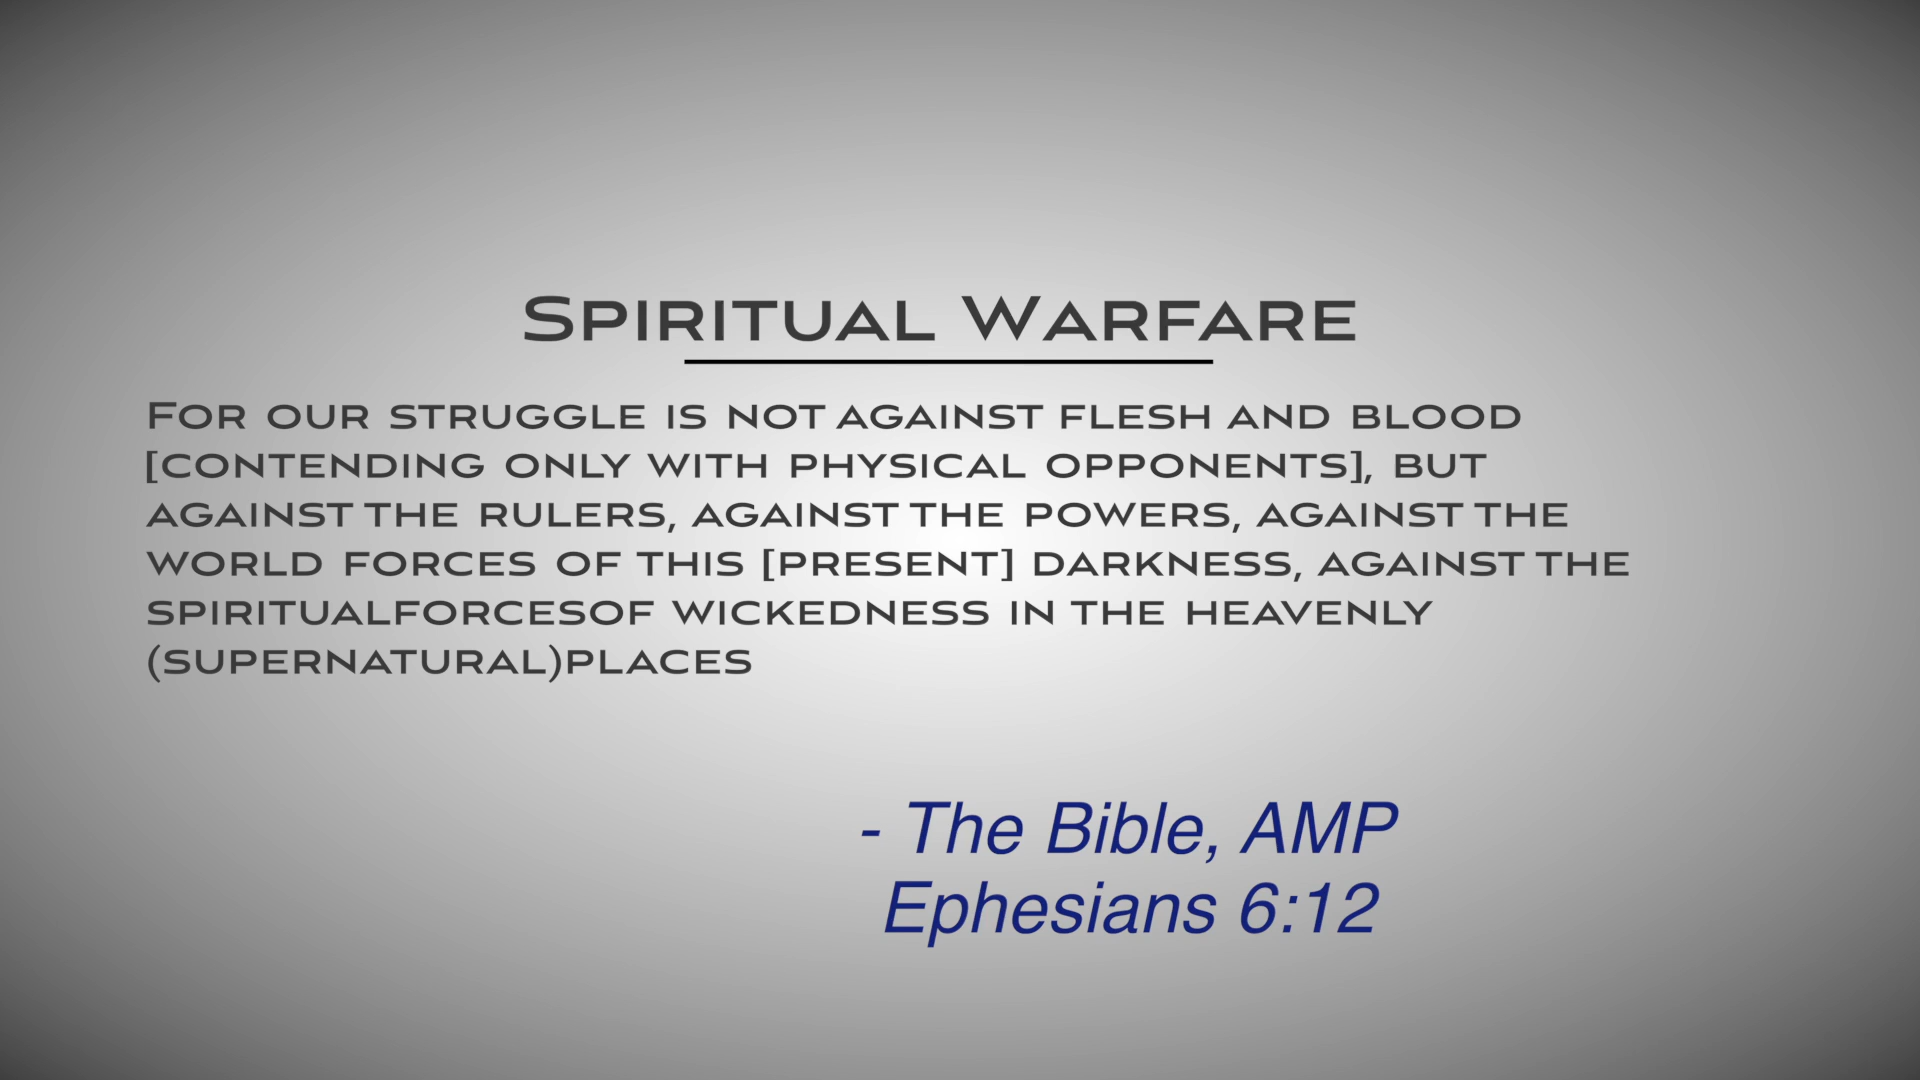 Spiritual Warfare
For our struggle is not against flesh and blood
[contending only with physical opponents], but
against the rulers, against the powers, against the
world forces of this [present] darkness, against the
spiritualforcesof wickedness in the heavenly
(supernatural)places
- The Bible, AMP
Ephesians 6:12